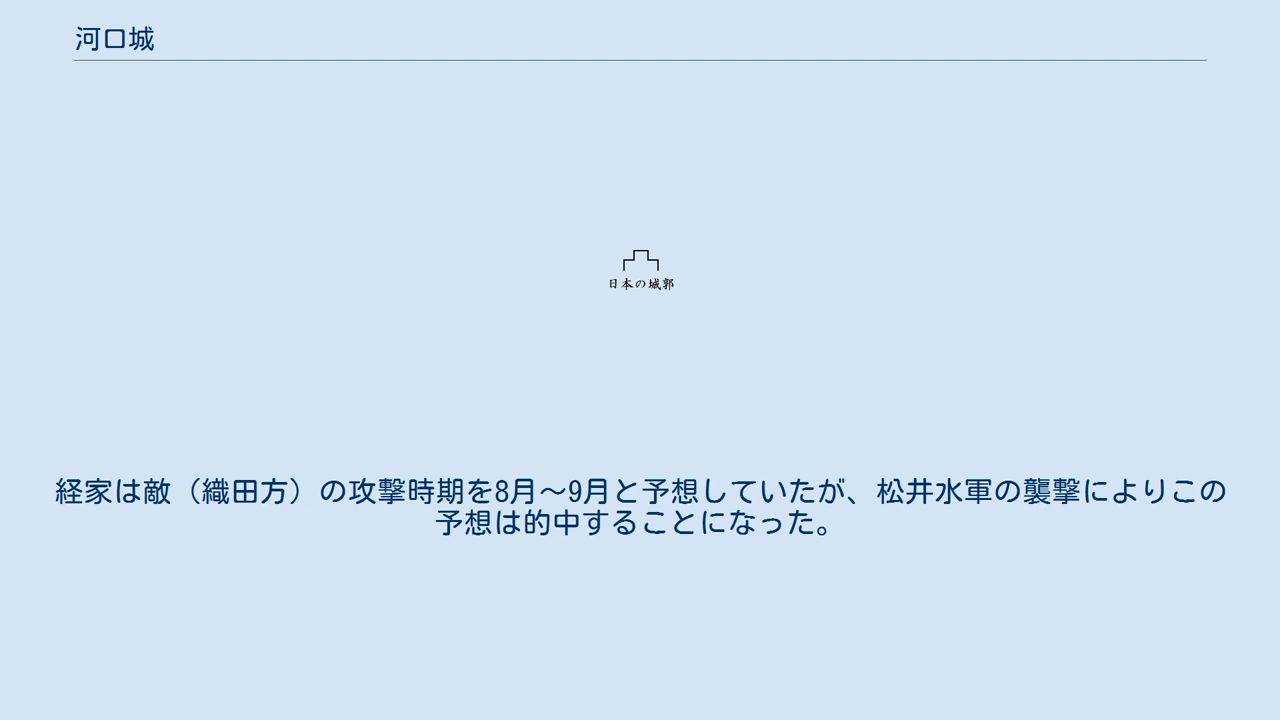 河口城
日本の城郭
経家は敵（織田方）の攻撃時期を8月～9月と予想していたが、松井水軍の襲撃によりこの
予想は的中することになった。